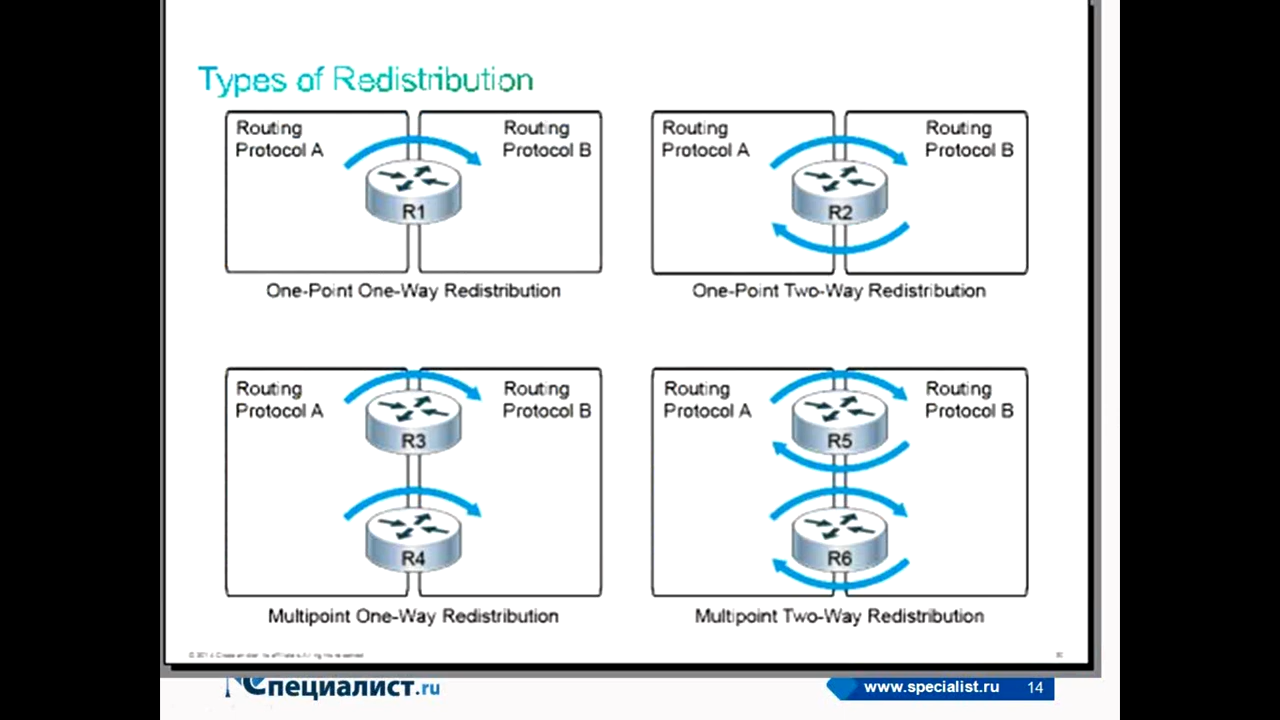 Types of Redistribution
Routing
Protocol A
Routing
Protocol B
R1
One-Point One-Way Redistribution
Routing
Protocol A
Routing
Protocol B
R2
One-Point Two-Way Redistribution
Routing
Protocol A
Routing
Protocol B
R3
R4
Multipoint One-Way Redistribution
Routing
Protocol A
Routing
Protocol B
R5
R6
Multipoint Two-Way Redistribution
Специалист.ru
www.specialist.ru 14